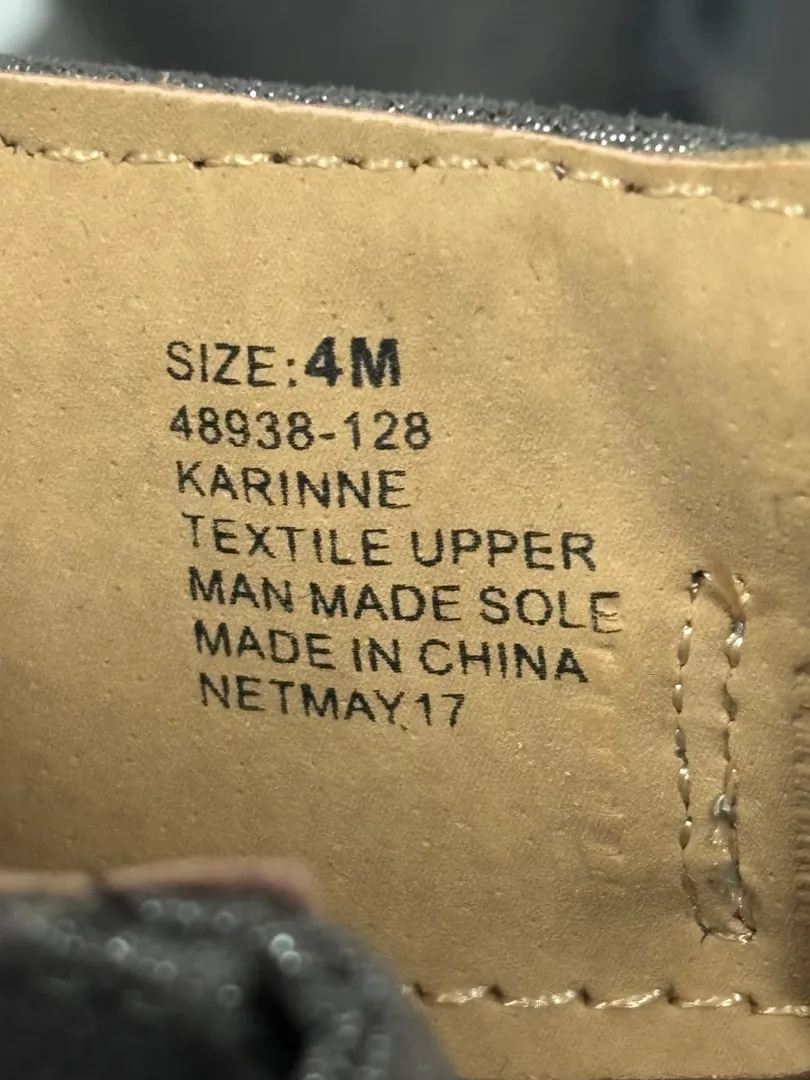 SIZE:4M
48938-128
KARINNE
TEXTILE UPPER
MAN MADE SOLE
MADE IN CHINA
NETMAY.17